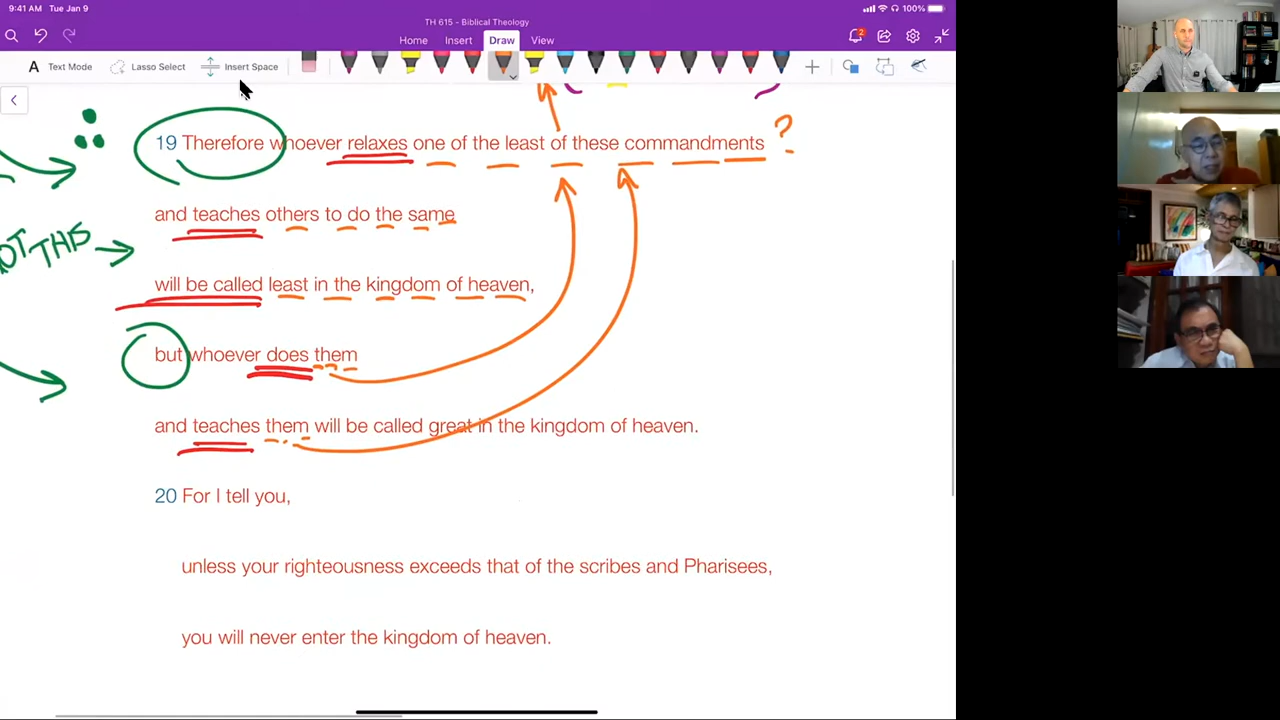 9:41 AM Tue Jan 9
100%
TH 615 - Biblical Theology
Home Insert Draw View
2
A Text Mode Lasso Select Insert Space
19 Therefore whoever relaxes one of the least of these commandments ?
and teaches others to do the same
THIS
will be called least in the kingdom of heaven,
but whoever does them
and teaches them will be called great in the kingdom of heaven.
20 For I tell you,
unless your righteousness exceeds that of the scribes and Pharisees,
you will never enter the kingdom of heaven.